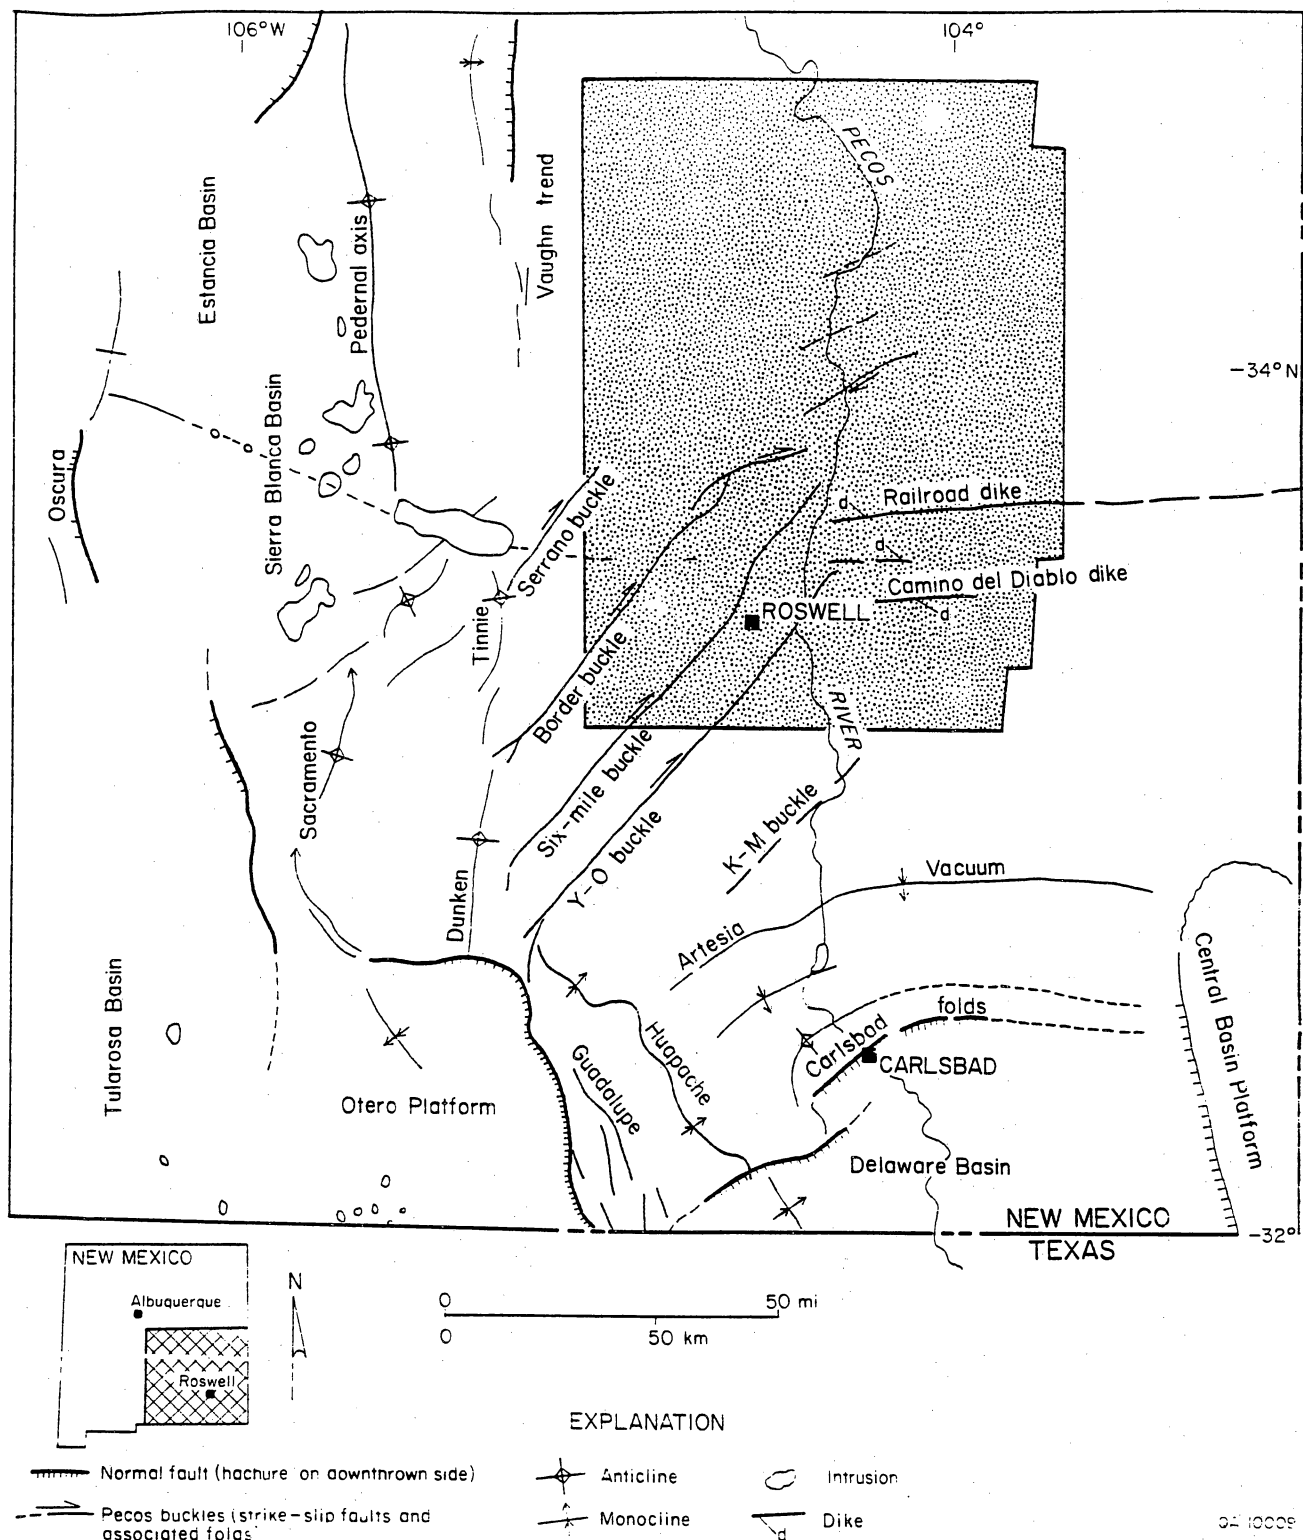 106°W
104°
PECOS
Estancia Basin
Pedernal axis
Vaughn trend
-34°N
Oscura
Sierra Blanca Basin
Serrano buckle
d
Railroad dike
d
Camino del Diablo dike
d
Tinnie
ROSWELL
Border buckle
RIVER
Sacramento
Six-mile buckle
Y-O buckle
K-M buckle
Dunken
Vacuum
Artesia
Central Basin Platform
Tularosa Basin
folds
Carlsbad
CARLSBAD
Huapache
Guadalupe
Otero Platform
Delaware Basin
NEW MEXICO
TEXAS
-32°
NEW MEXICO
Albuquerque
Roswell
N
0 50 mi
0 50 km
EXPLANATION
Normal fault (hachure on downthrown side)
Anticline
Intrusion
Pecos buckles (strike-slip faults and
associated folds)
Monocline
Dike
d